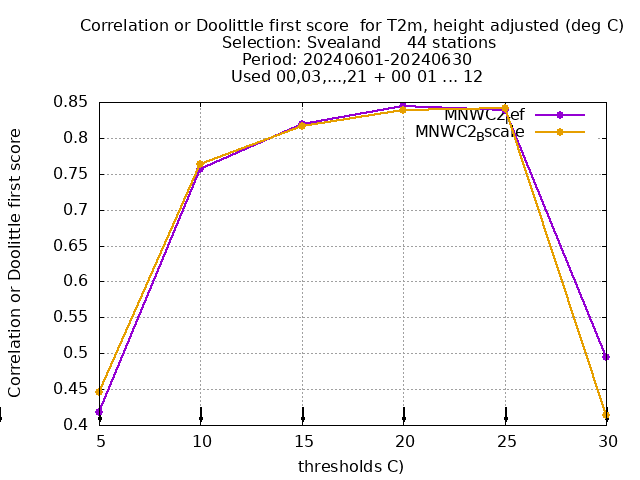 Correlation or Doolittle first score  for T2m, height adjusted (deg C)
Selection: Svealand     44 stations
Period: 20240601-20240630
Used 00,03,...,21 + 00 01 ... 12
Correlation or Doolittle first score
0.85
0.8
0.75
0.7
0.65
0.6
0.55
0.5
0.45
0.4
MNWC2_Bscale
5 10 15 20 25 30
thresholds C)